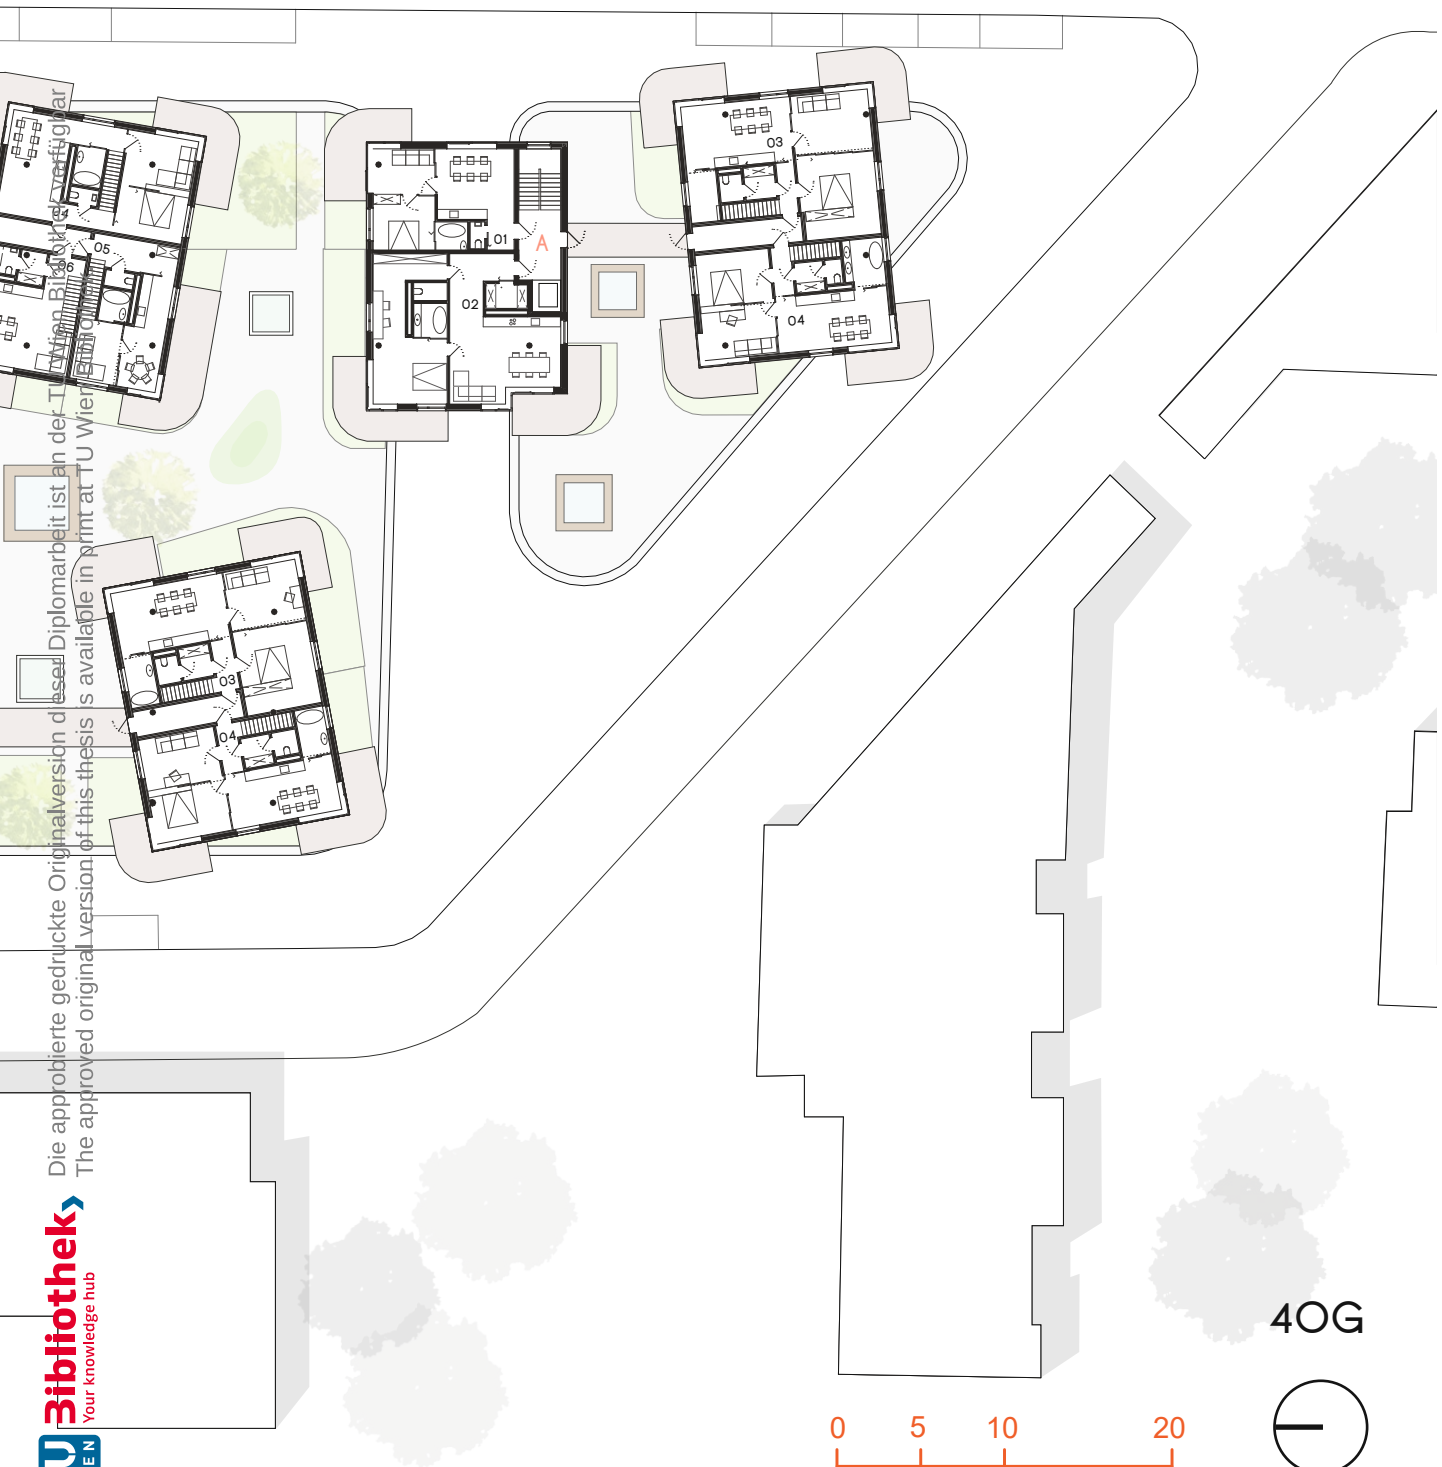 03
01
A
05
02
04
03
04
Die approbierte gedruckte Originalversion dieser Diplomarbeit ist an der TU Wien Bibliothek verfügbar
The approved original version of this thesis is available in print at TU Wien Bibliothek.
Bibliothek
Your knowledge hub
4OG
0 5 10 20